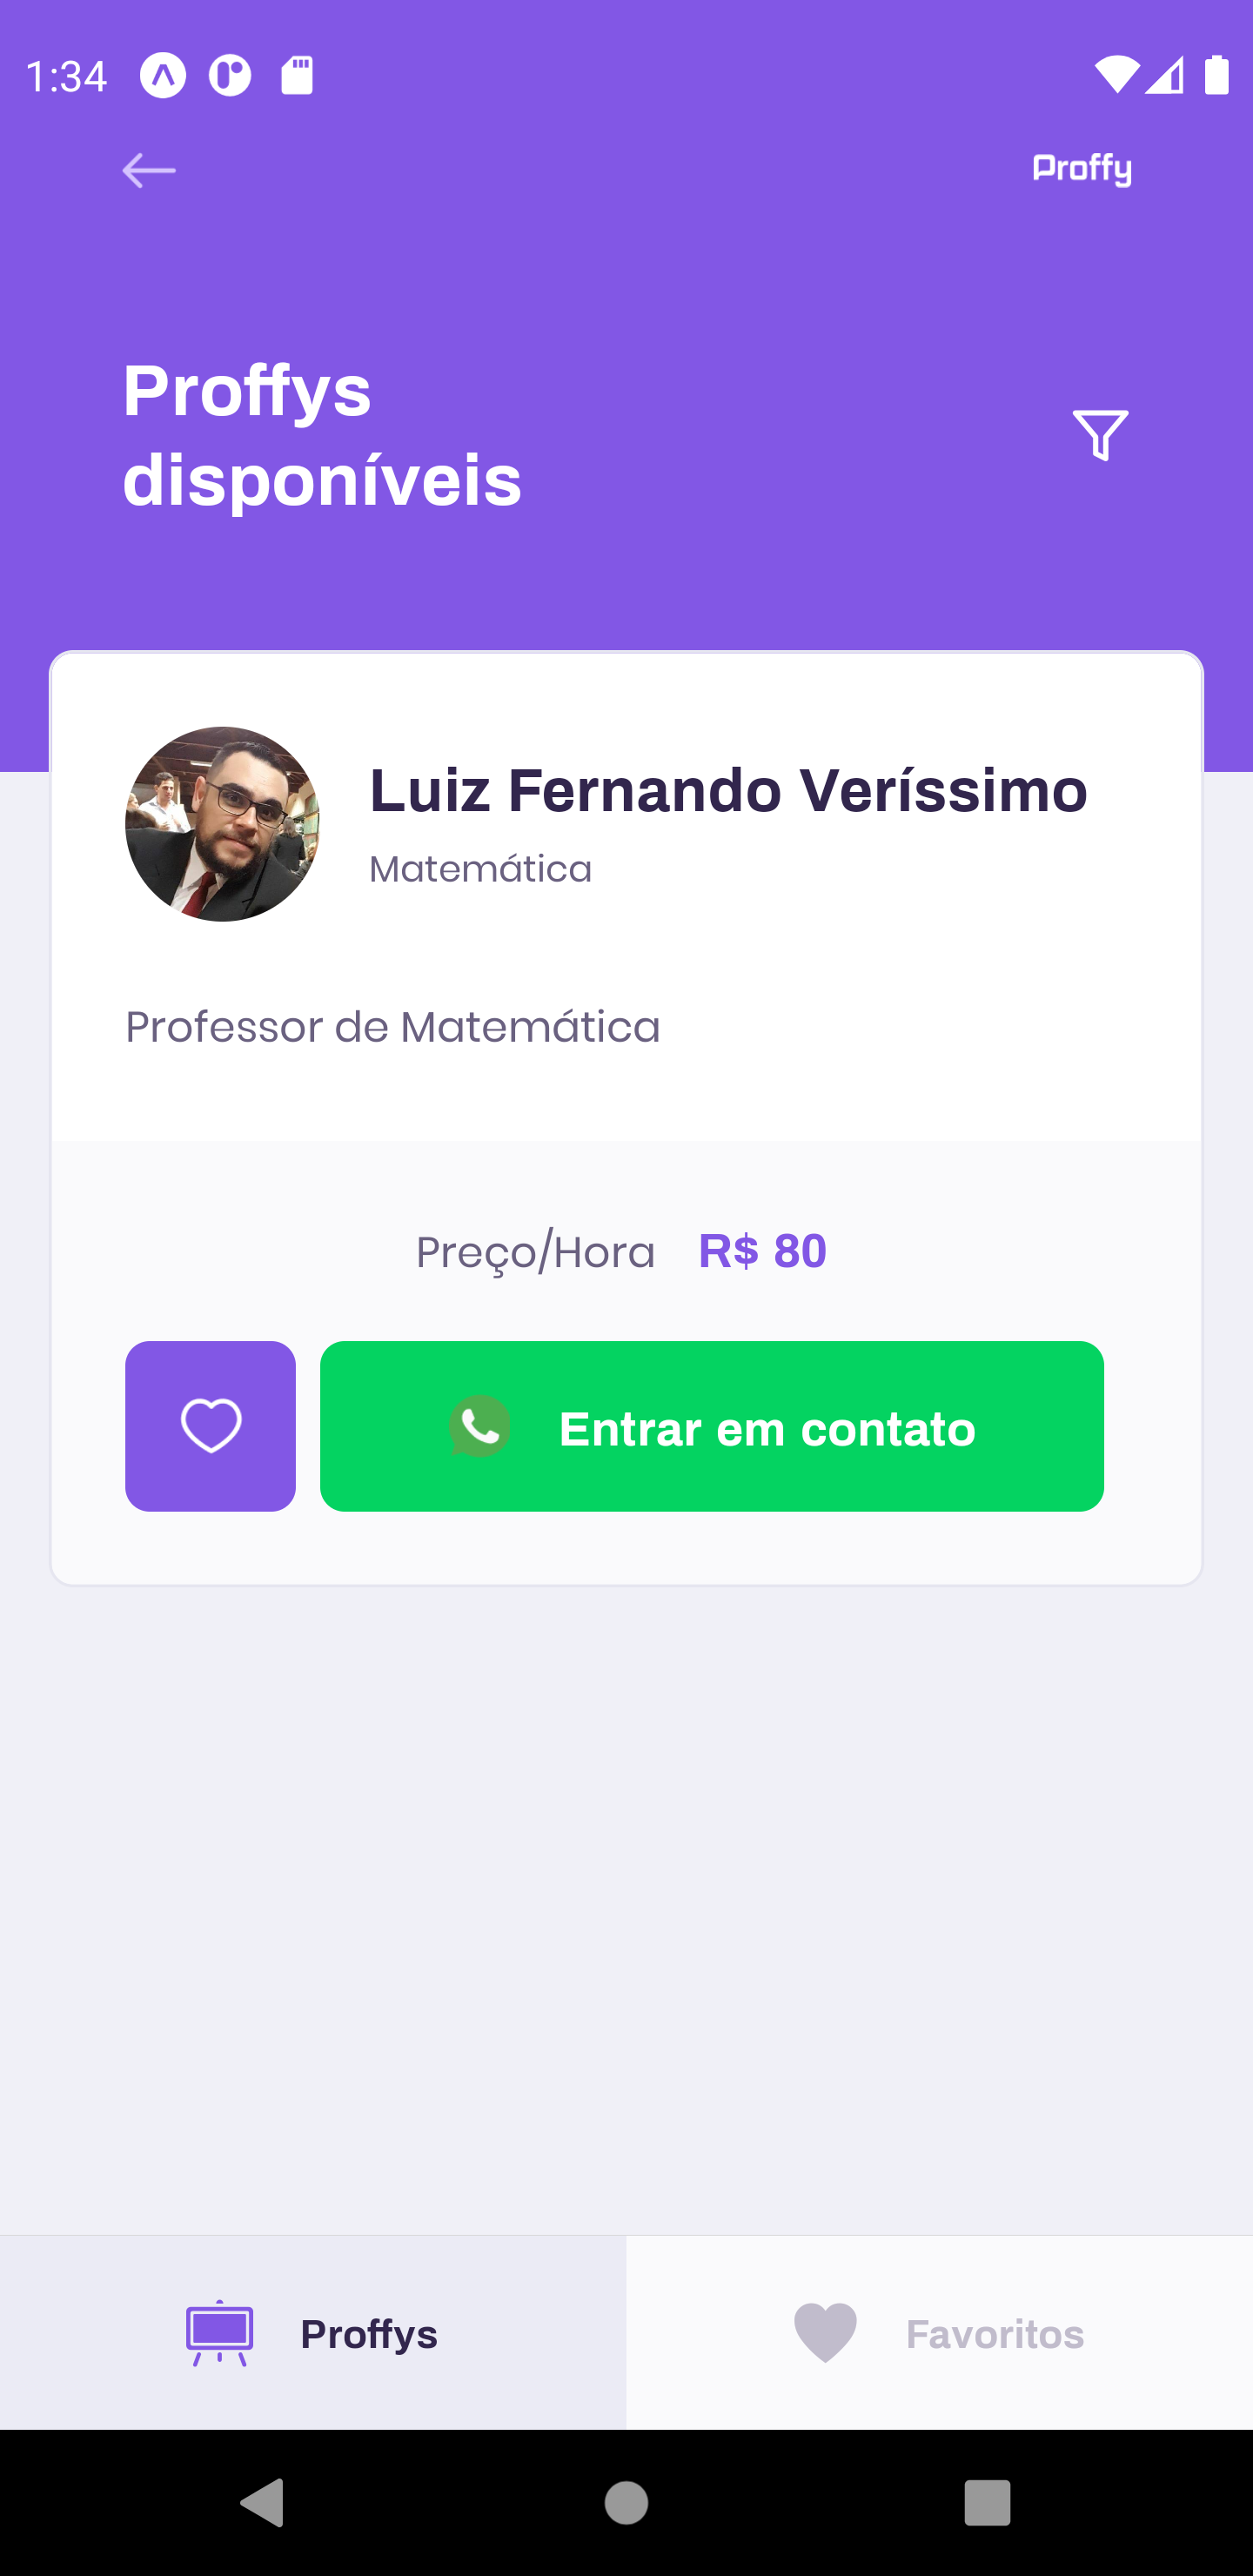 1:34
Proffy
Proffys
disponíveis
Luiz Fernando Veríssimo
Matemática
Professor de Matemática
Preço/Hora R$ 80
Entrar em contato
Proffys Favoritos